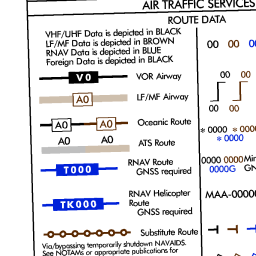 AIR TRAFFIC SERVICES
ROUTE DATA
VHF/UHF Data is depicted in BLACK
LF/MF Data is depicted in BROWN
RNAV Data is depicted in BLUE
Foreign Data is depicted in BLACK
00 00
V0 VOR Airway
00 00
A0 LF/MF Airway
00 00
A0 A0 Oceanic Route
* 0000 * 000
* 0000
A0 A0 ATS Route
T000 RNAV Route
GNSS required
0000 0000
0000G
TK000 RNAV Helicopter
Route
GNSS required
MAA-0000
Substitute Route
Via/bypassing temporarily shutdown NAVAIDS.
See NOTAMs or appropriate publications for